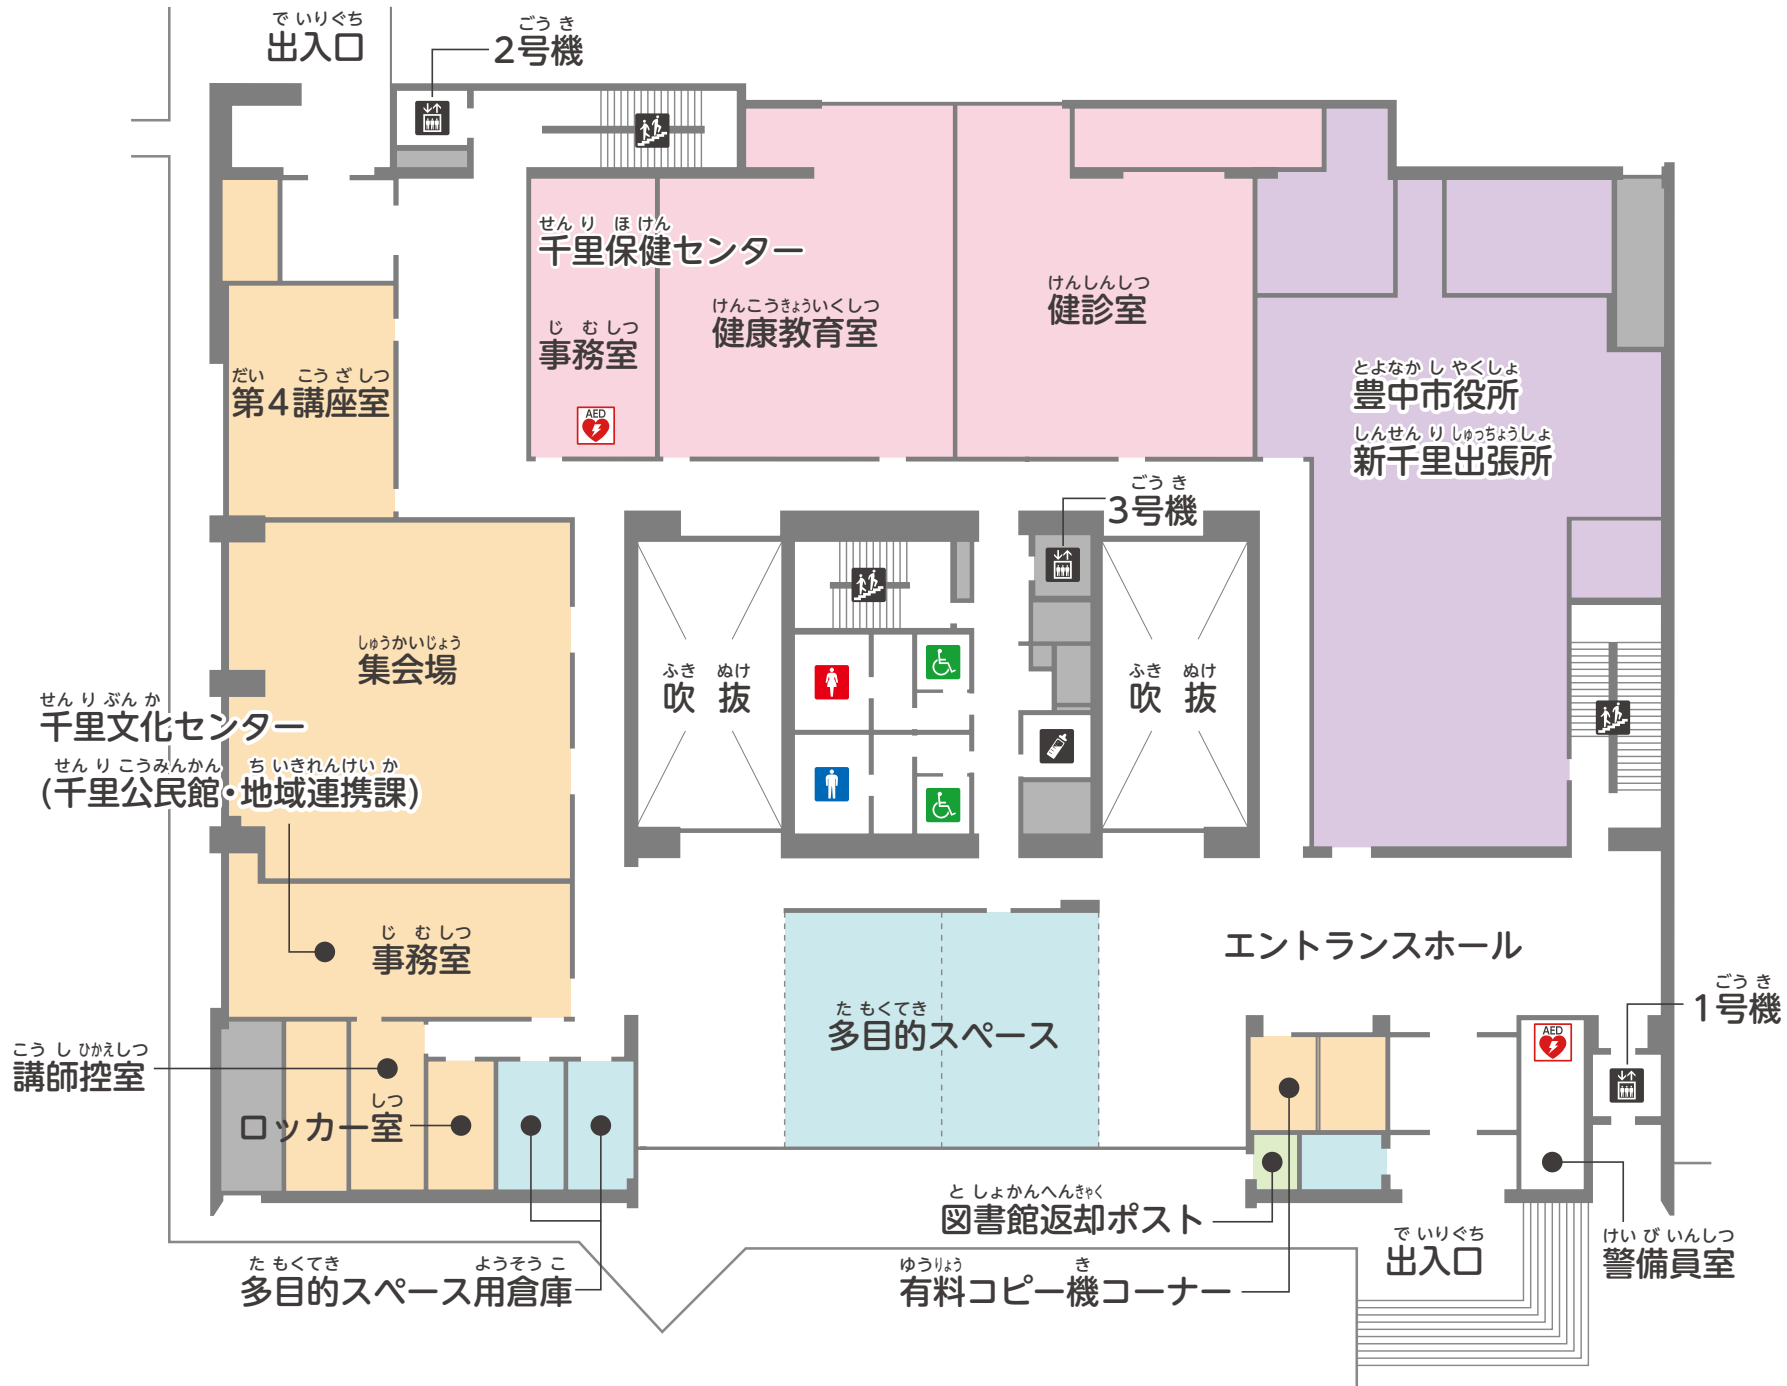 でいりぐち
出入口
ごうき
2号機
せんりほけん
千里保健センター
けんこうきょういくしつ
健康教育室
けんしんしつ
健診室
じむしつ
事務室
AED
だい こうざしつ
第4講座室
とよなかしやくしょ
豊中市役所
しんせんりしゅっちょうしょ
新千里出張所
ごうき
3号機
しゅうかいじょう
集会場
ふき ぬけ
吹 抜
ふき ぬけ
吹 抜
せんりぶんか
千里文化センター
せんりこうみんかん ちいきれんけいか
(千里公民館・地域連携課)
じむしつ
事務室
エントランスホール
ごうき
1号機
たもくてき
多目的スペース
AED
こうしひかえしつ
講師控室
しつ
ロッカー室
としょかんへんきゃく
図書館返却ポスト
でいりぐち
出入口
けいびいんしつ
警備員室
たもくてき ようそうこ
多目的スペース用倉庫
ゆうりょう き
有料コピー機コーナー